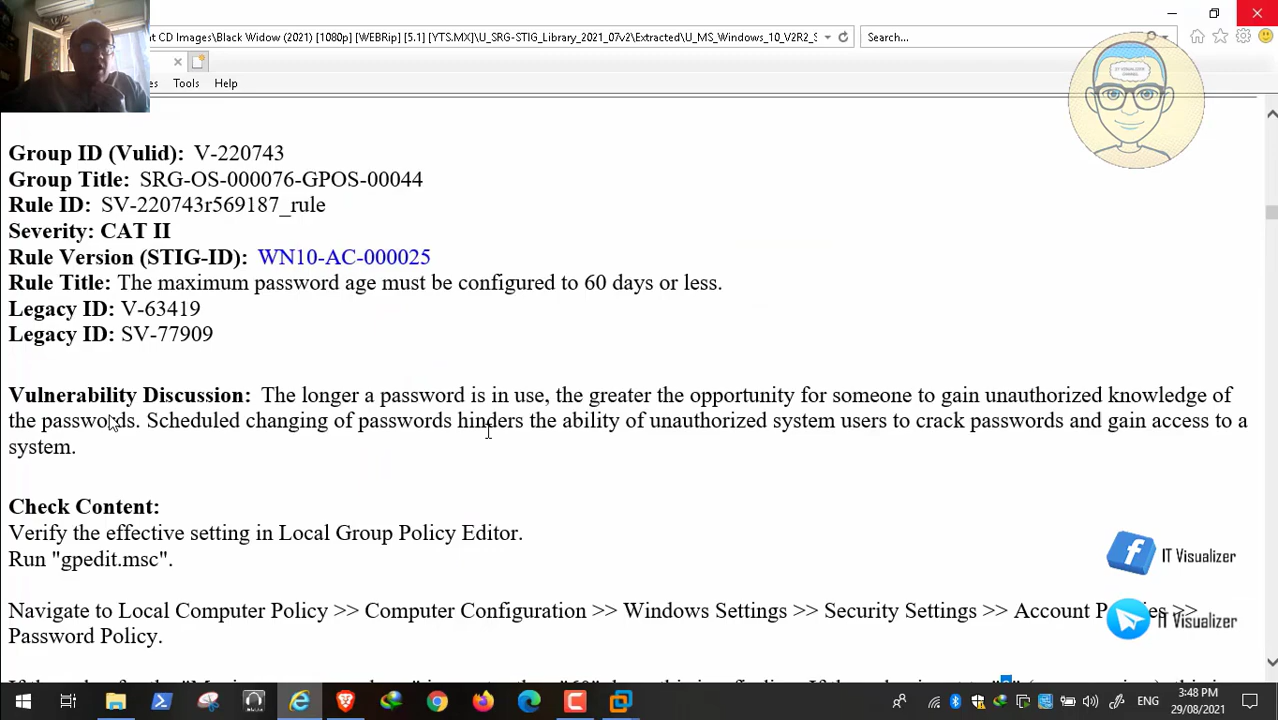 t CD Images\Black Widow (2021) [1080p] [WEBRip] [5.1] [YTS.MX]\U_SRG-STIG_Library_2021_07v2\Extracted\U_MS_Windows_10_V2R2_S
Search...
es Tools Help
IT VISUALIZER
CHANNEL
Group ID (Vulid): V-220743
Group Title: SRG-OS-000076-GPOS-00044
Rule ID: SV-220743r569187_rule
Severity: CAT II
Rule Version (STIG-ID): WN10-AC-000025
Rule Title: The maximum password age must be configured to 60 days or less.
Legacy ID: V-63419
Legacy ID: SV-77909
Vulnerability Discussion: The longer a password is in use, the greater the opportunity for someone to gain unauthorized knowledge of
the passwords. Scheduled changing of passwords hinders the ability of unauthorized system users to crack passwords and gain access to a
system.
Check Content:
Verify the effective setting in Local Group Policy Editor.
Run "gpedit.msc".
IT Visualizer
Navigate to Local Computer Policy >> Computer Configuration >> Windows Settings >> Security Settings >> Account Policies >>
Password Policy.
IT Visualizer
ENG
3:48 PM
29/08/2021